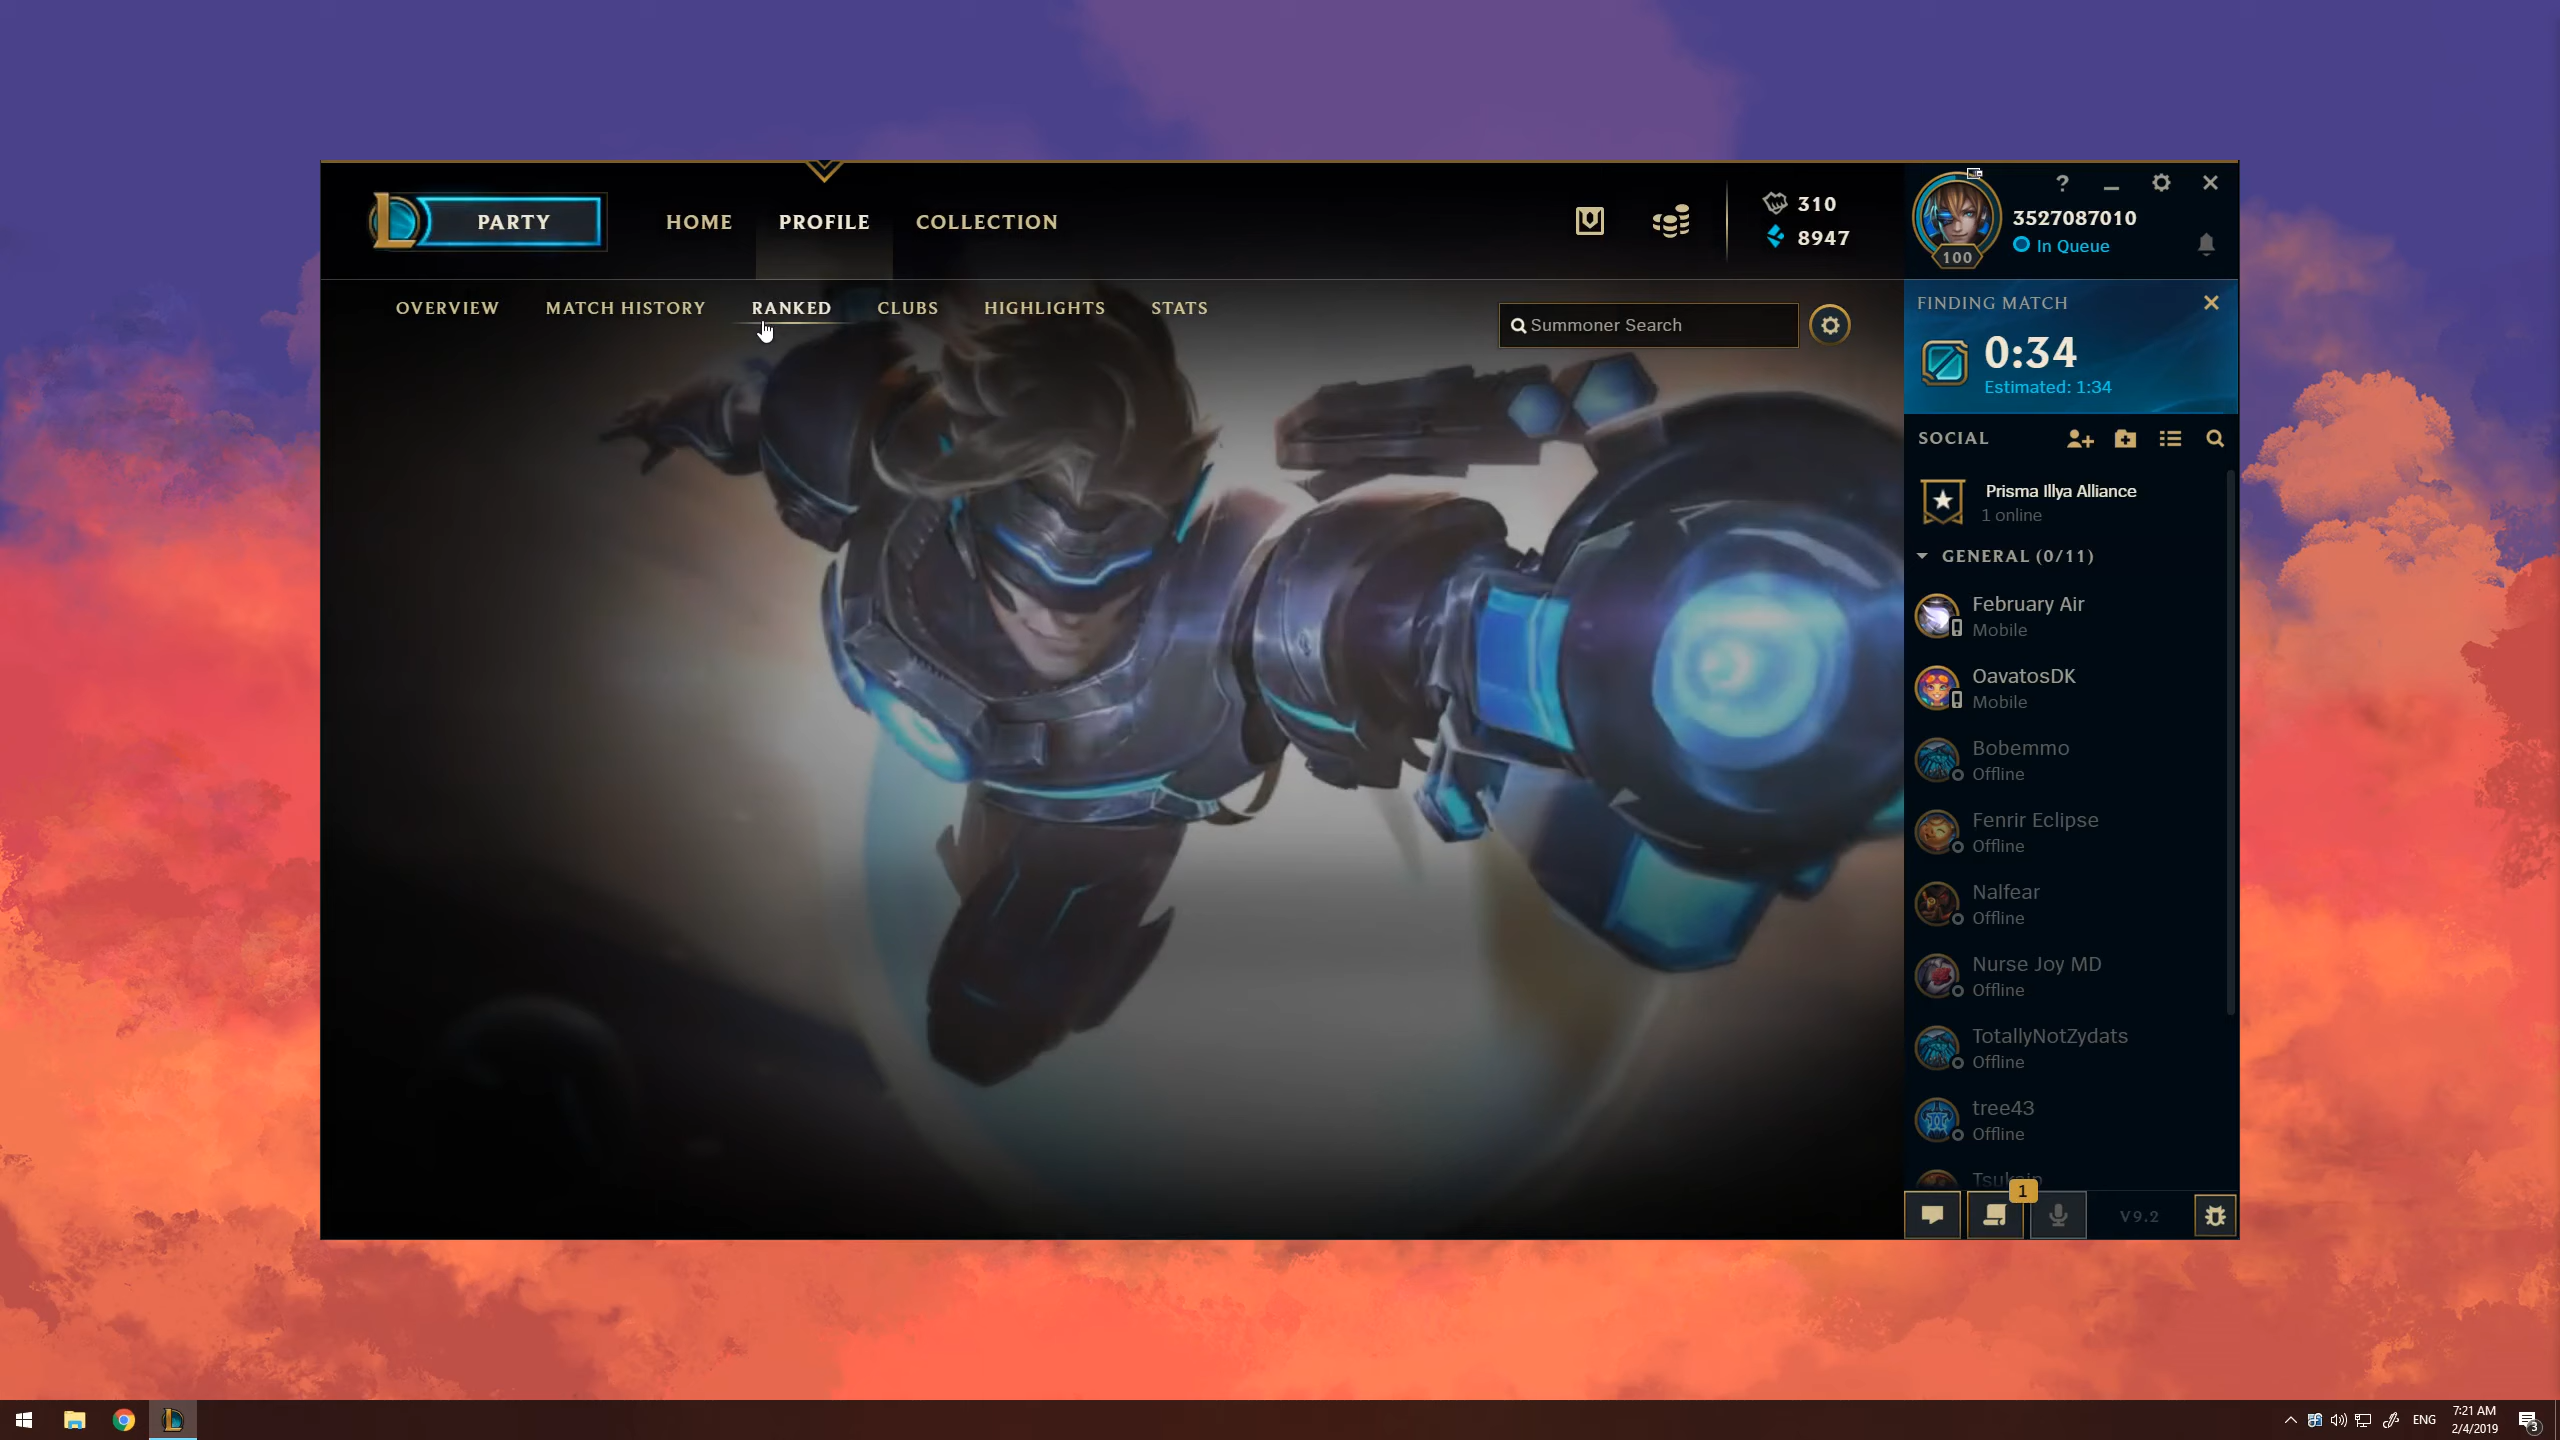 PARTY
HOME
PROFILE
COLLECTION
310
8947
100
?
3527087010
In Queue
OVERVIEW
MATCH HISTORY
RANKED
CLUBS
HIGHLIGHTS
STATS
Summoner Search
FINDING MATCH
0:34
Estimated: 1:34
SOCIAL
Prisma Illya Alliance
1 online
GENERAL (0/11)
February Air
Mobile
OavatosDK
Mobile
Bobemmo
Offline
Fenrir Eclipse
Offline
Nalfear
Offline
Nurse Joy MD
Offline
TotallyNotZydats
Offline
tree43
Offline
1
V9.2
ENG
7:21 AM
2/4/2019
3